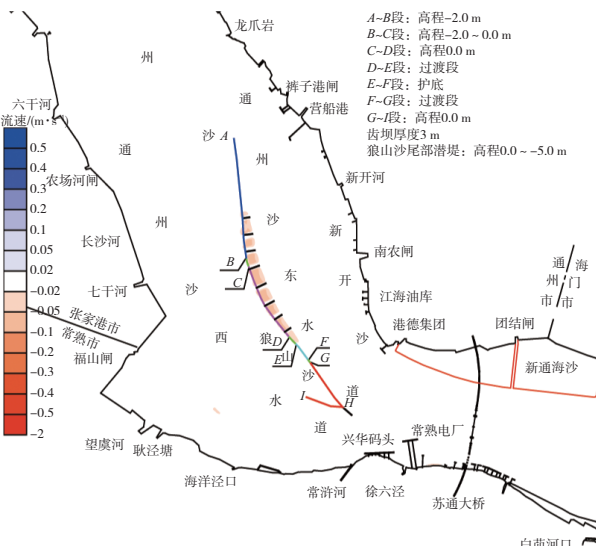 A~B段：高程-2.0 m
B~C段：高程-2.0~0.0 m
C~D段：高程0.0 m
D~E段：过渡段
E~F段：护底
F~G段：过渡段
G~I段：高程0.0 m
齿坝厚度3 m
狼山沙尾部潜堤：高程0.0~-5.0 m
龙爪岩
裤子港闸
营船港
新开河
南农闸
江海油库
港德集团
团结闸
新通海沙
通州市
海门市
六干河
流速/(m·s⁻¹)
0.5
0.4
0.3
0.2
0.1
0.05
0.02
-0.02
-0.05
-0.1
-0.2
-0.3
-0.4
-0.5
-2
农场河闸
长沙河
七干河
张家港市
常熟市
福山闸
望虞河
耿泾塘
海洋泾口
常浒河
徐六泾
兴华码头
常熟电厂
苏通大桥
白茆河口
通州沙西水道
通州沙东水道
狼山沙
新开沙
A
B
C
D
E
F
G
H
I